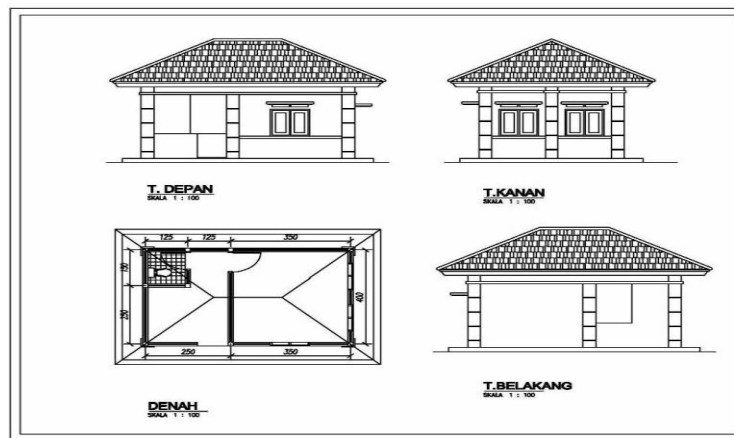 T. DEPAN
SKALA 1 : 100
T.KANAN
SKALA 1 : 100
125 125 350
150
250
400
250 350
DENAH
SKALA 1 : 100
T.BELAKANG
SKALA 1 : 100